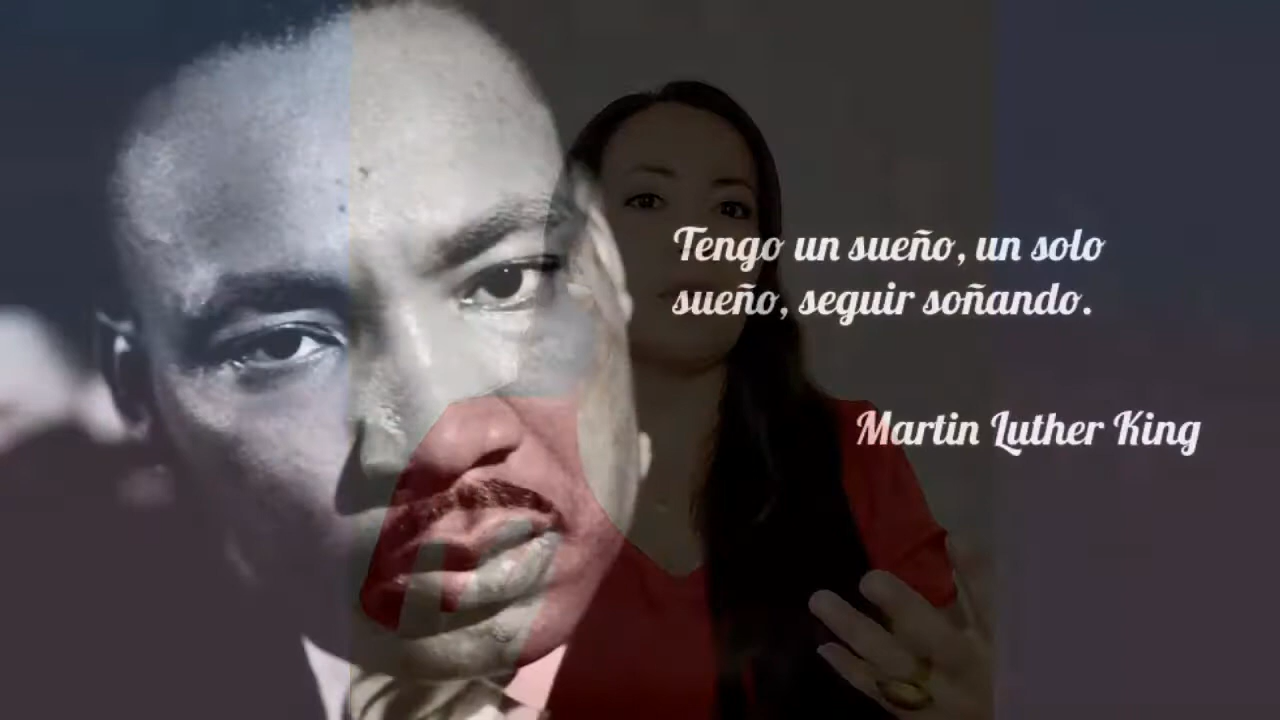 Tengo un sueño, un solo
sueño, seguir soñando.
Martin Luther King